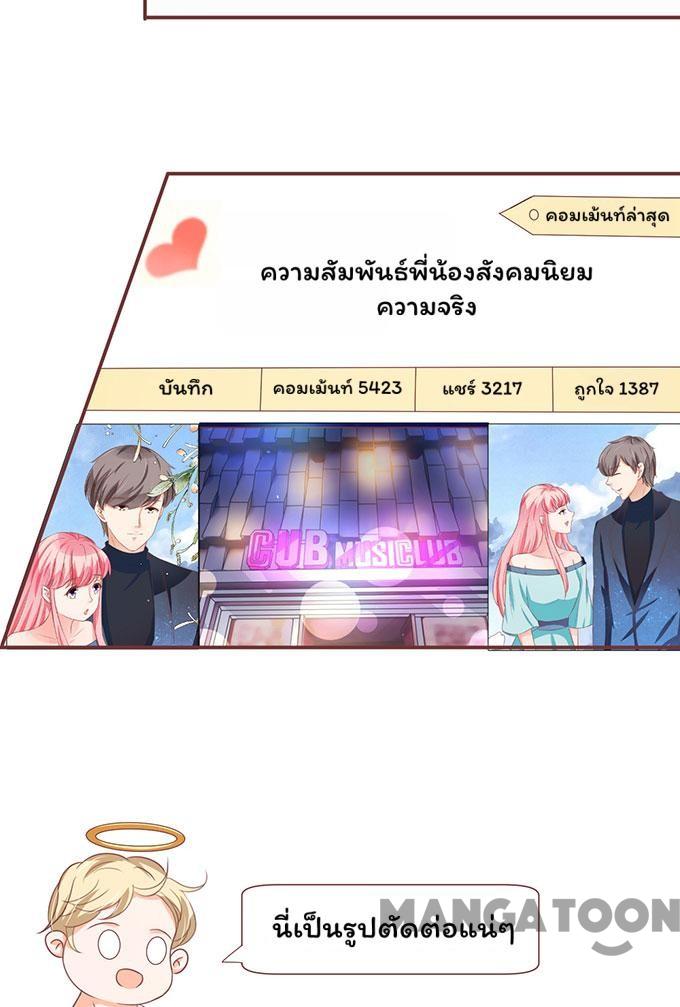 คอมเม้นท์ล่าสุด
ความสัมพันธ์พี่น้องสังคมนิยม
ความจริง
บันทึก
คอมเม้นท์ 5423
แชร์ 3217
ถูกใจ 1387
CUB MUSICLUB
นี่เป็นรูปตัดต่อแน่ๆ
MANGATOON